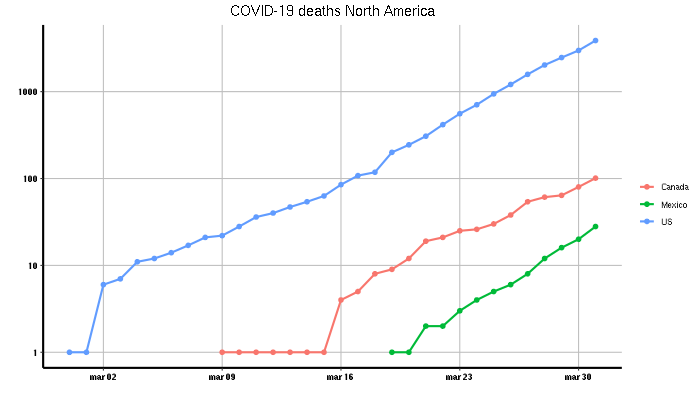 COVID-19 deaths North America
1000
100
10
1
mar 02
mar 09
mar 16
mar 23
mar 30
Canada
Mexico
US